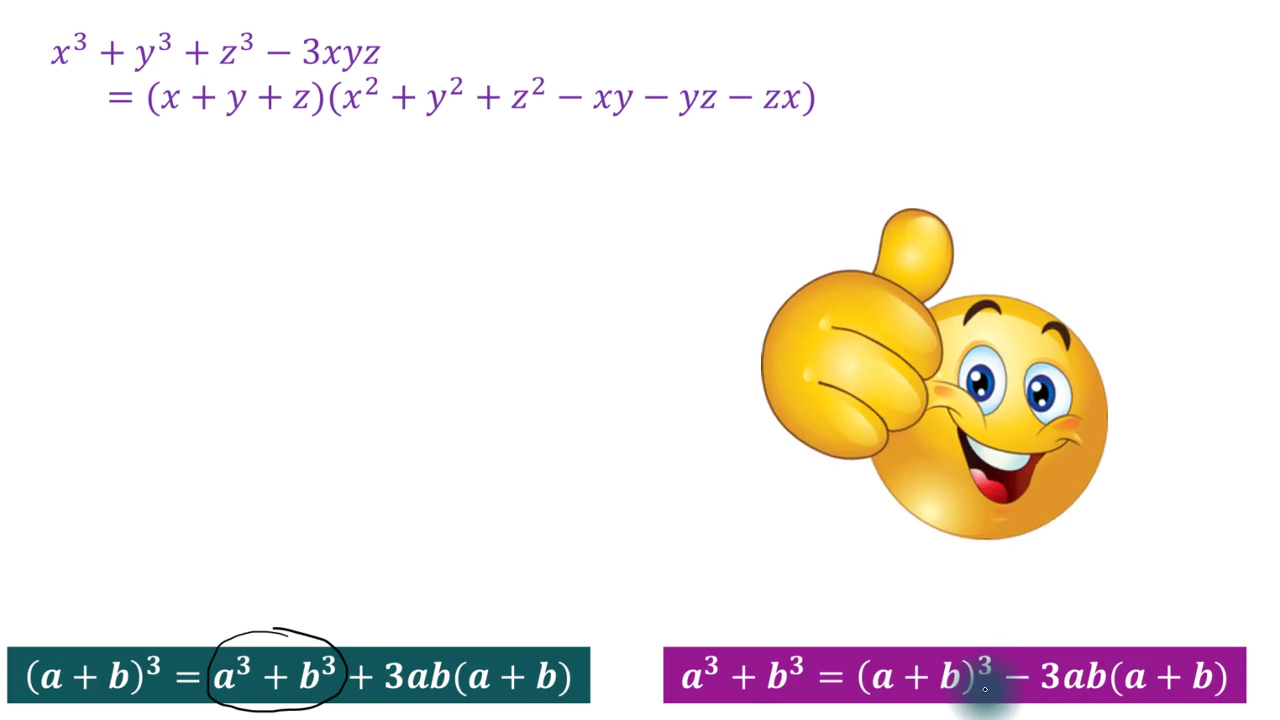 x³ + y³ + z³ − 3xyz
= (x + y + z)(x² + y² + z² − xy − yz − zx)
(a + b)³ = a³ + b³ + 3ab(a + b)
a³ + b³ = (a + b)³ − 3ab(a + b)